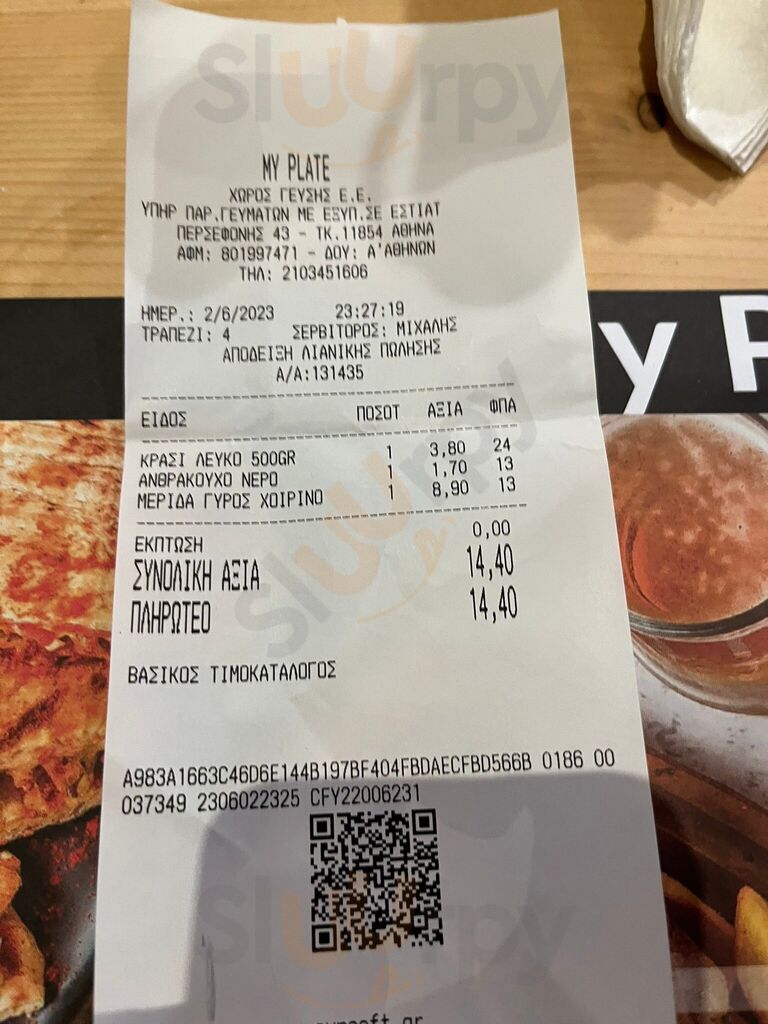 Sluurpy
MY PLATE
ΧΩΡΟΣ ΓΕΥΣΗΣ Ε.Ε.
ΥΠΗΡ ΠΑΡ.ΓΕΥΜΑΤΩΝ ΜΕ ΕΞΥΠ.ΣΕ ΕΣΤΙΑΤ
ΠΕΡΣΕΦΟΝΗΣ 43 - ΤΚ.11854 ΑΘΗΝΑ
ΑΦΜ: 801997471 - ΔΟΥ: Α'ΑΘΗΝΩΝ
ΤΗΛ: 2103451606
ΗΜΕΡ.: 2/6/2023 23:27:19
ΤΡΑΠΕΖΙ: 4 ΣΕΡΒΙΤΟΡΟΣ: ΜΙΧΑΛΗΣ
ΑΠΟΔΕΙΞΗ ΛΙΑΝΙΚΗΣ ΠΩΛΗΣΗΣ
Α/Α:131435
y P
ΕΙΔΟΣ ΠΟΣΟΤ ΑΞΙΑ ΦΠΑ
ΚΡΑΣΙ ΛΕΥΚΟ 500GR 1 3,80 24
ΑΝΘΡΑΚΟΥΧΟ ΝΕΡΟ 1 1,70 13
ΜΕΡΙΔΑ ΓΥΡΟΣ ΧΟΙΡΙΝΟ 1 8,90 13
Sluurpy
ΕΚΠΤΩΣΗ 0,00
ΣΥΝΟΛΙΚΗ ΑΞΙΑ 14,40
ΠΛΗΡΩΤΕΟ 14,40
ΒΑΣΙΚΟΣ ΤΙΜΟΚΑΤΑΛΟΓΟΣ
A983A1663C46D6E144B197BF404FBDAECFBD566B 0186 00
037349 2306022325 CFY22006231
Sluurpy